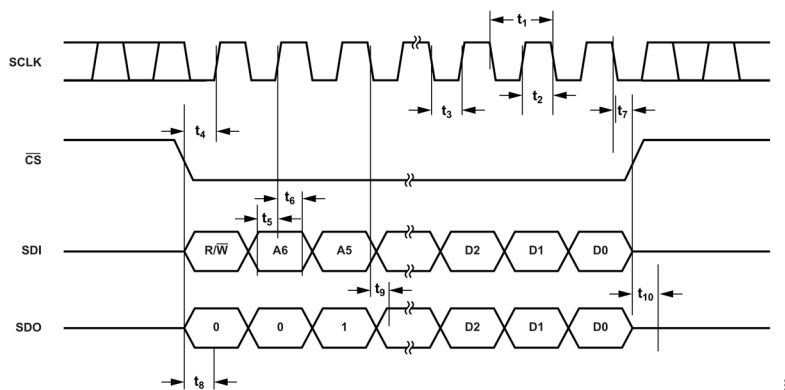 t1
SCLK
t3
t2
t7
t4
CS
t6
t5
SDI
R/W
A6
A5
D2
D1
D0
t9
t10
SDO
0
0
1
D2
D1
D0
t8